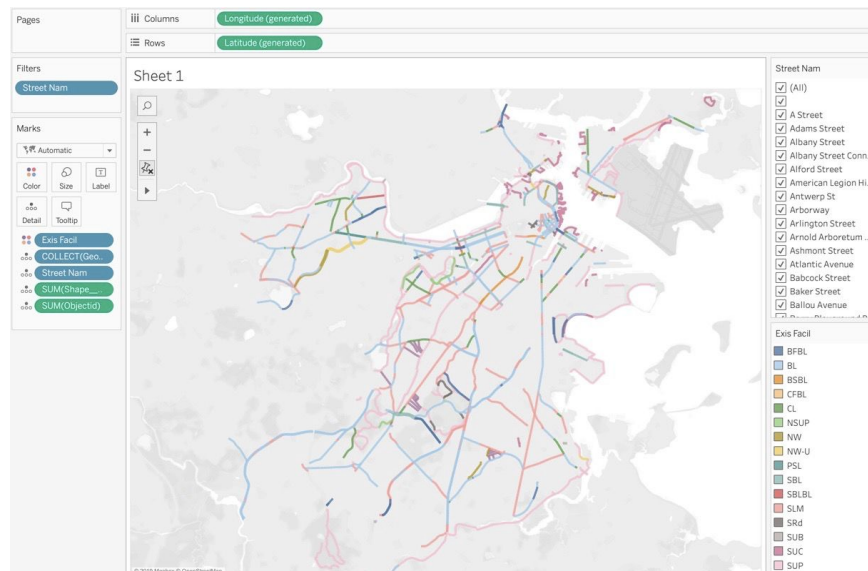 Pages
Columns
Longitude (generated)
Rows
Latitude (generated)
Filters
Street Nam
Marks
Automatic
Color
Size
Label
Detail
Tooltip
Exis Facil
COLLECT(Geo..
Street Nam
SUM(Shape__..
SUM(Objectid)
Sheet 1
Street Nam
(All)
A Street
Adams Street
Albany Street
Albany Street Conn.
Alford Street
American Legion Hi.
Antwerp St
Arborway
Arlington Street
Arnold Arboretum ..
Ashmont Street
Atlantic Avenue
Babcock Street
Baker Street
Ballou Avenue
Exis Facil
BFBL
BL
BSBL
CFBL
CL
NSUP
NW
NW-U
PSL
SBL
SBLBL
SLM
SRd
SUB
SUC
SUP